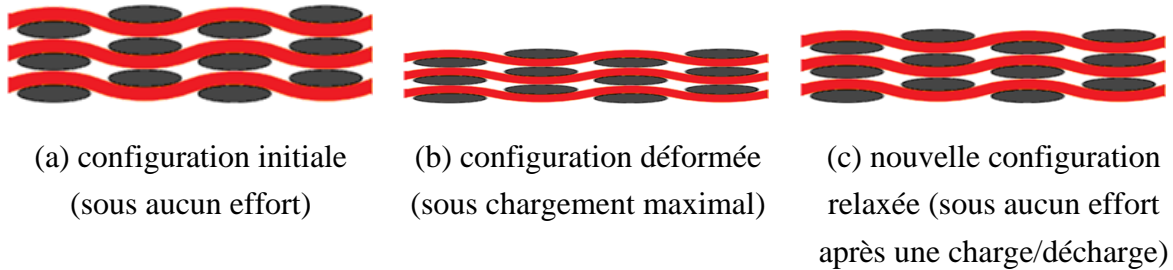 (a) configuration initiale
(sous aucun effort)
(b) configuration déformée
(sous chargement maximal)
(c) nouvelle configuration
relaxée (sous aucun effort
après une charge/décharge)